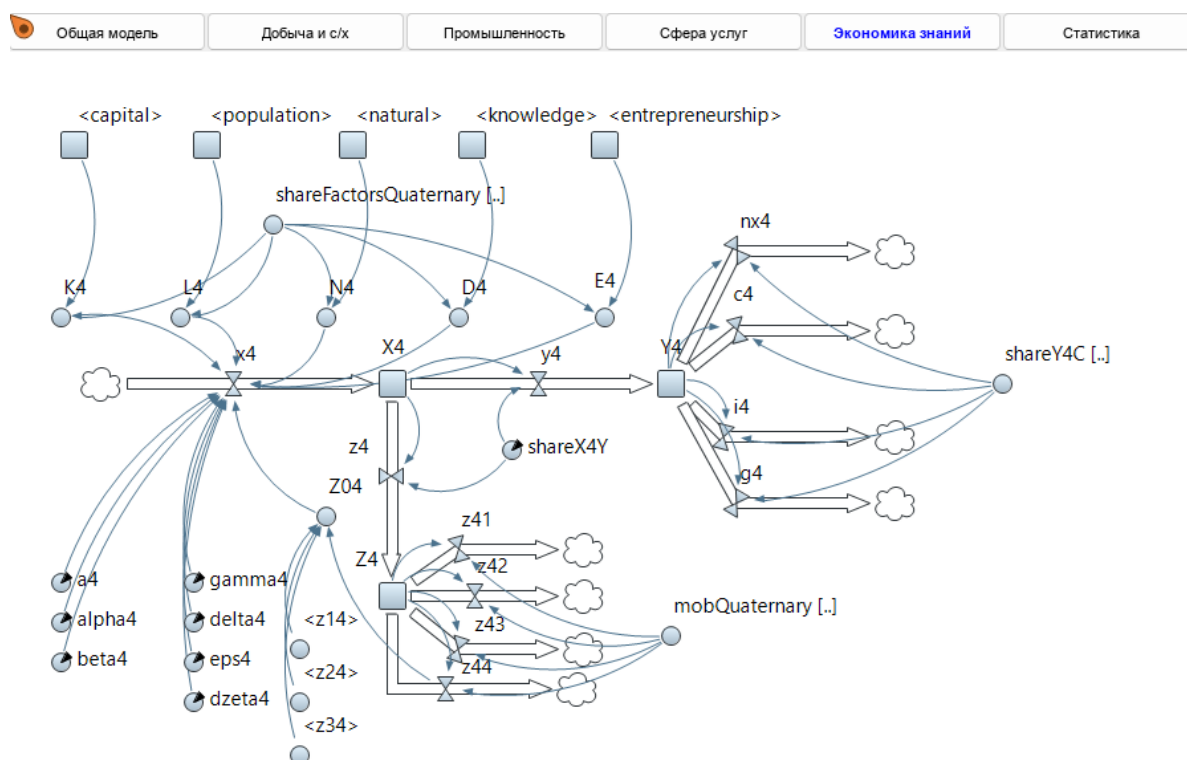 Общая модель
Добыча и с/х
Промышленность
Сфера услуг
Экономика знаний
Статистика
<capital>
<population>
<natural>
<knowledge>
<entrepreneurship>
shareFactorsQuaternary [..]
nx4
K4
L4
N4
D4
E4
c4
x4
X4
y4
Y4
shareY4C [..]
i4
z4
shareX4Y
g4
Z04
z41
Z4
z42
a4
gamma4
mobQuaternary [..]
alpha4
delta4
<z14>
z43
beta4
eps4
<z24>
z44
dzeta4
<z34>